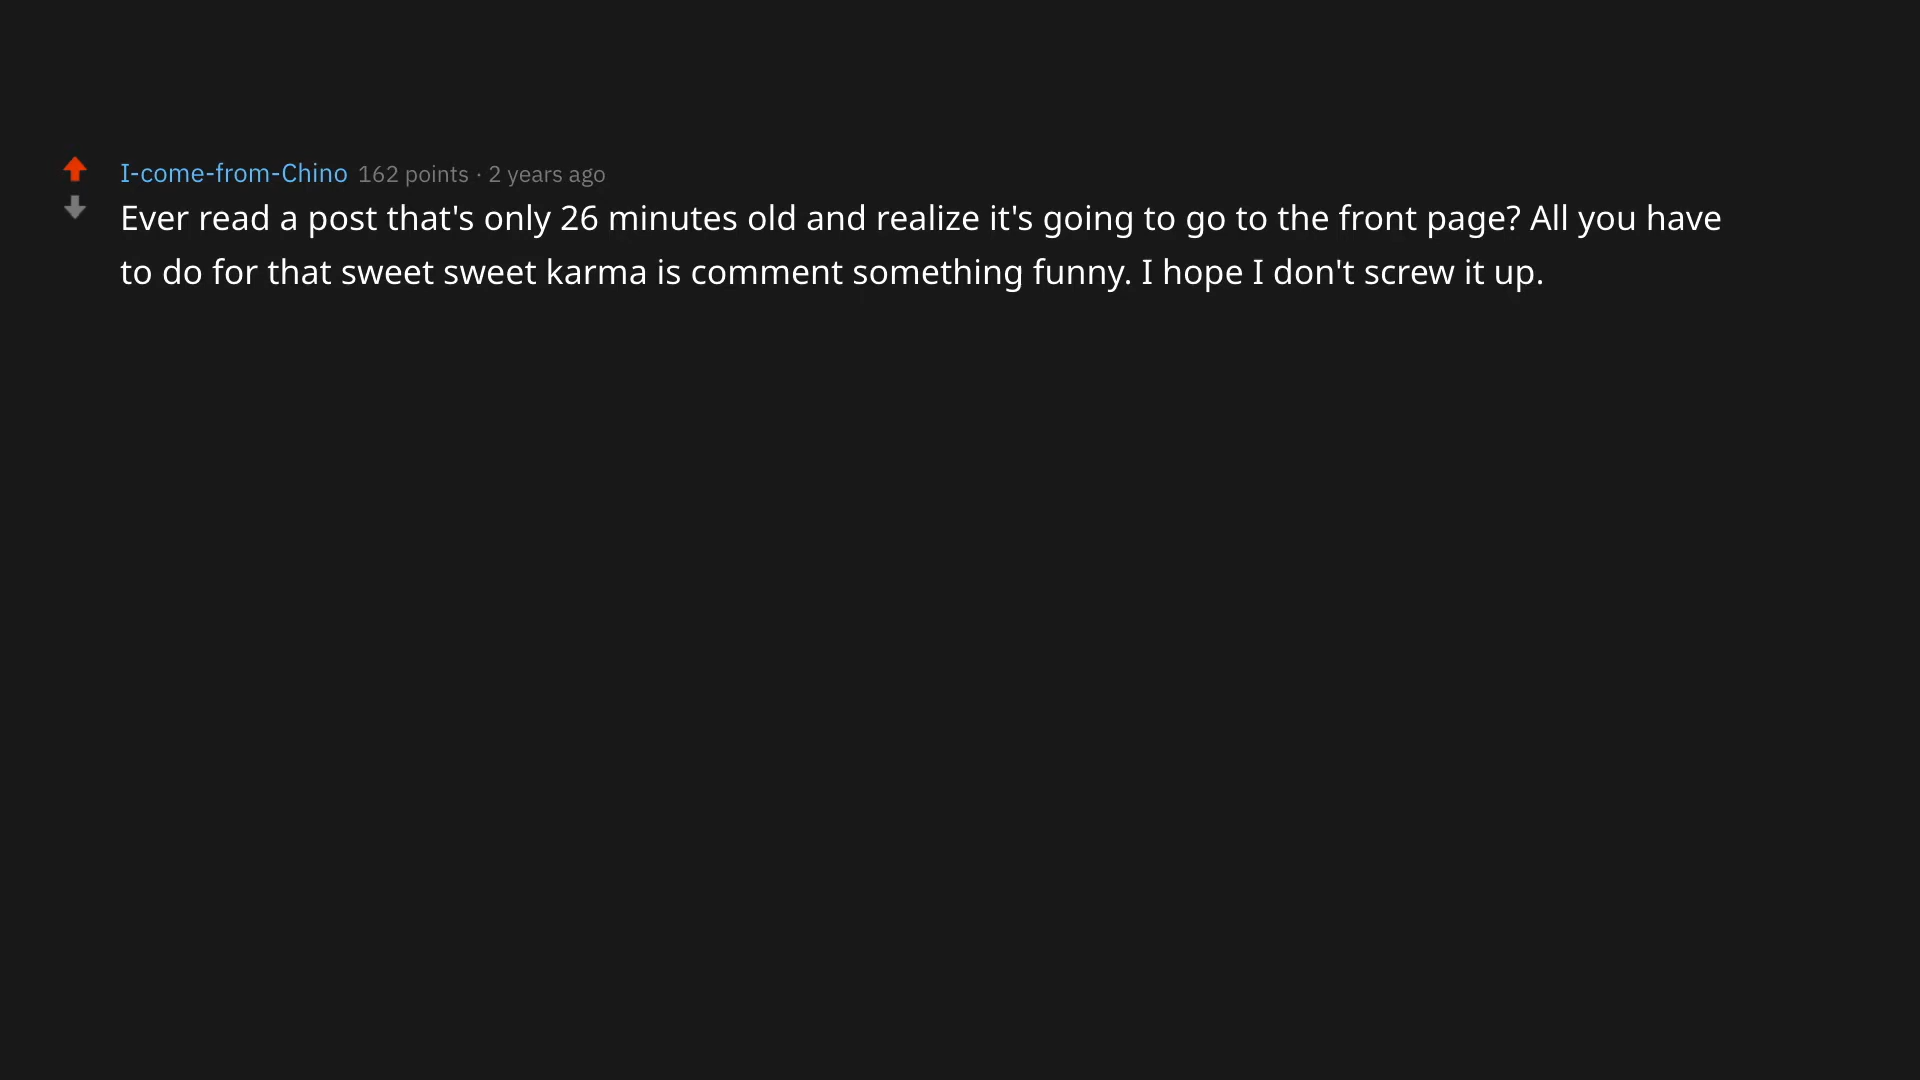 I-come-from-Chino 162 points · 2 years ago
Ever read a post that's only 26 minutes old and realize it's going to go to the front page? All you have
to do for that sweet sweet karma is comment something funny. I hope I don't screw it up.